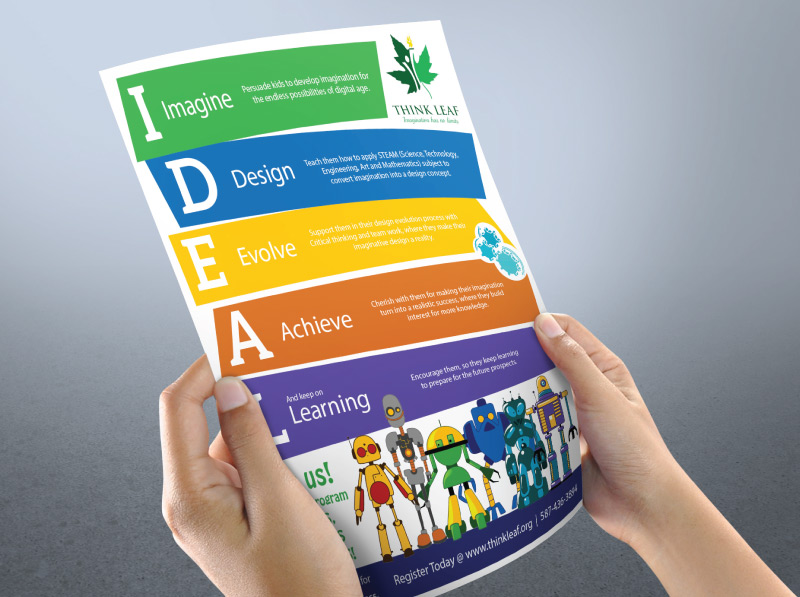 THINK LEAF
Imagination has no limits
I Imagine
Persuade kids to develop imagination for
the endless possibilities of digital age.
D Design
Teach them how to apply STEAM (Science, Technology,
Engineering, Art and Mathematics) subject to
convert imagination into a design concept.
E Evolve
Support them in their design evolution process with
Critical thinking and team work, where they make their
imaginative design a reality.
A Achieve
Cherish with them for making their imagination
turn into a realistic success, where they build
interest for more knowledge.
And keep on
Learning
Encourage them, so they keep learning
to prepare for the future prospects.
us!
rogram
for
Register Today @ www.thinkleaf.org | 587-436-3894